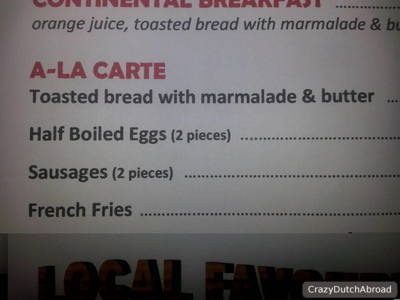 CONTINENTAL BREAKFAST ..........
orange juice, toasted bread with marmalade & bu
A-LA CARTE
Toasted bread with marmalade & butter ...
Half Boiled Eggs (2 pieces) ................................
Sausages (2 pieces) ..........................................
French Fries ....................................................
LOCAL
CrazyDutchAbroad